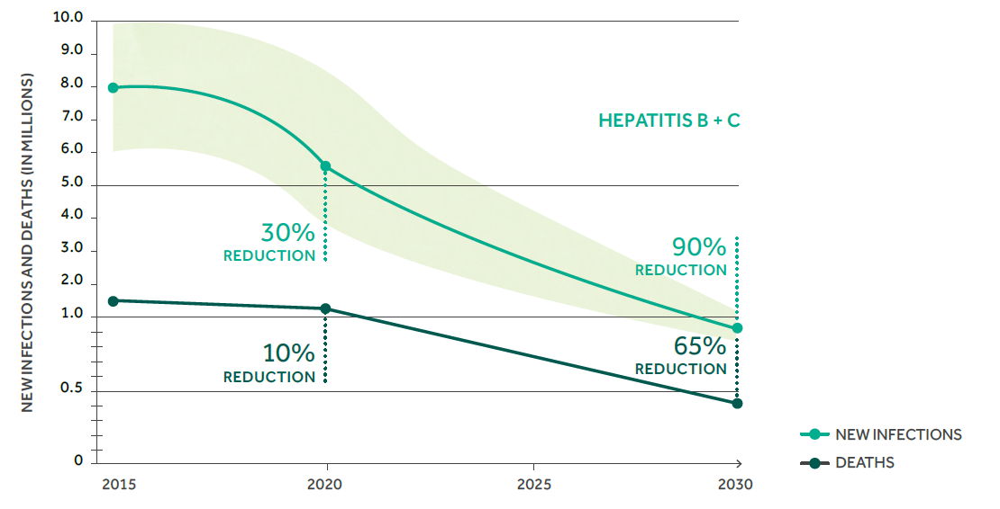 NEW INFECTIONS AND DEATHS (IN MILLIONS)
10.0
9.0
8.0
7.0
6.0
5.0
4.0
3.0
2.0
1.0
0.5
0
HEPATITIS B + C
30%
REDUCTION
90%
REDUCTION
10%
REDUCTION
65%
REDUCTION
2015
2020
2025
2030
NEW INFECTIONS
DEATHS